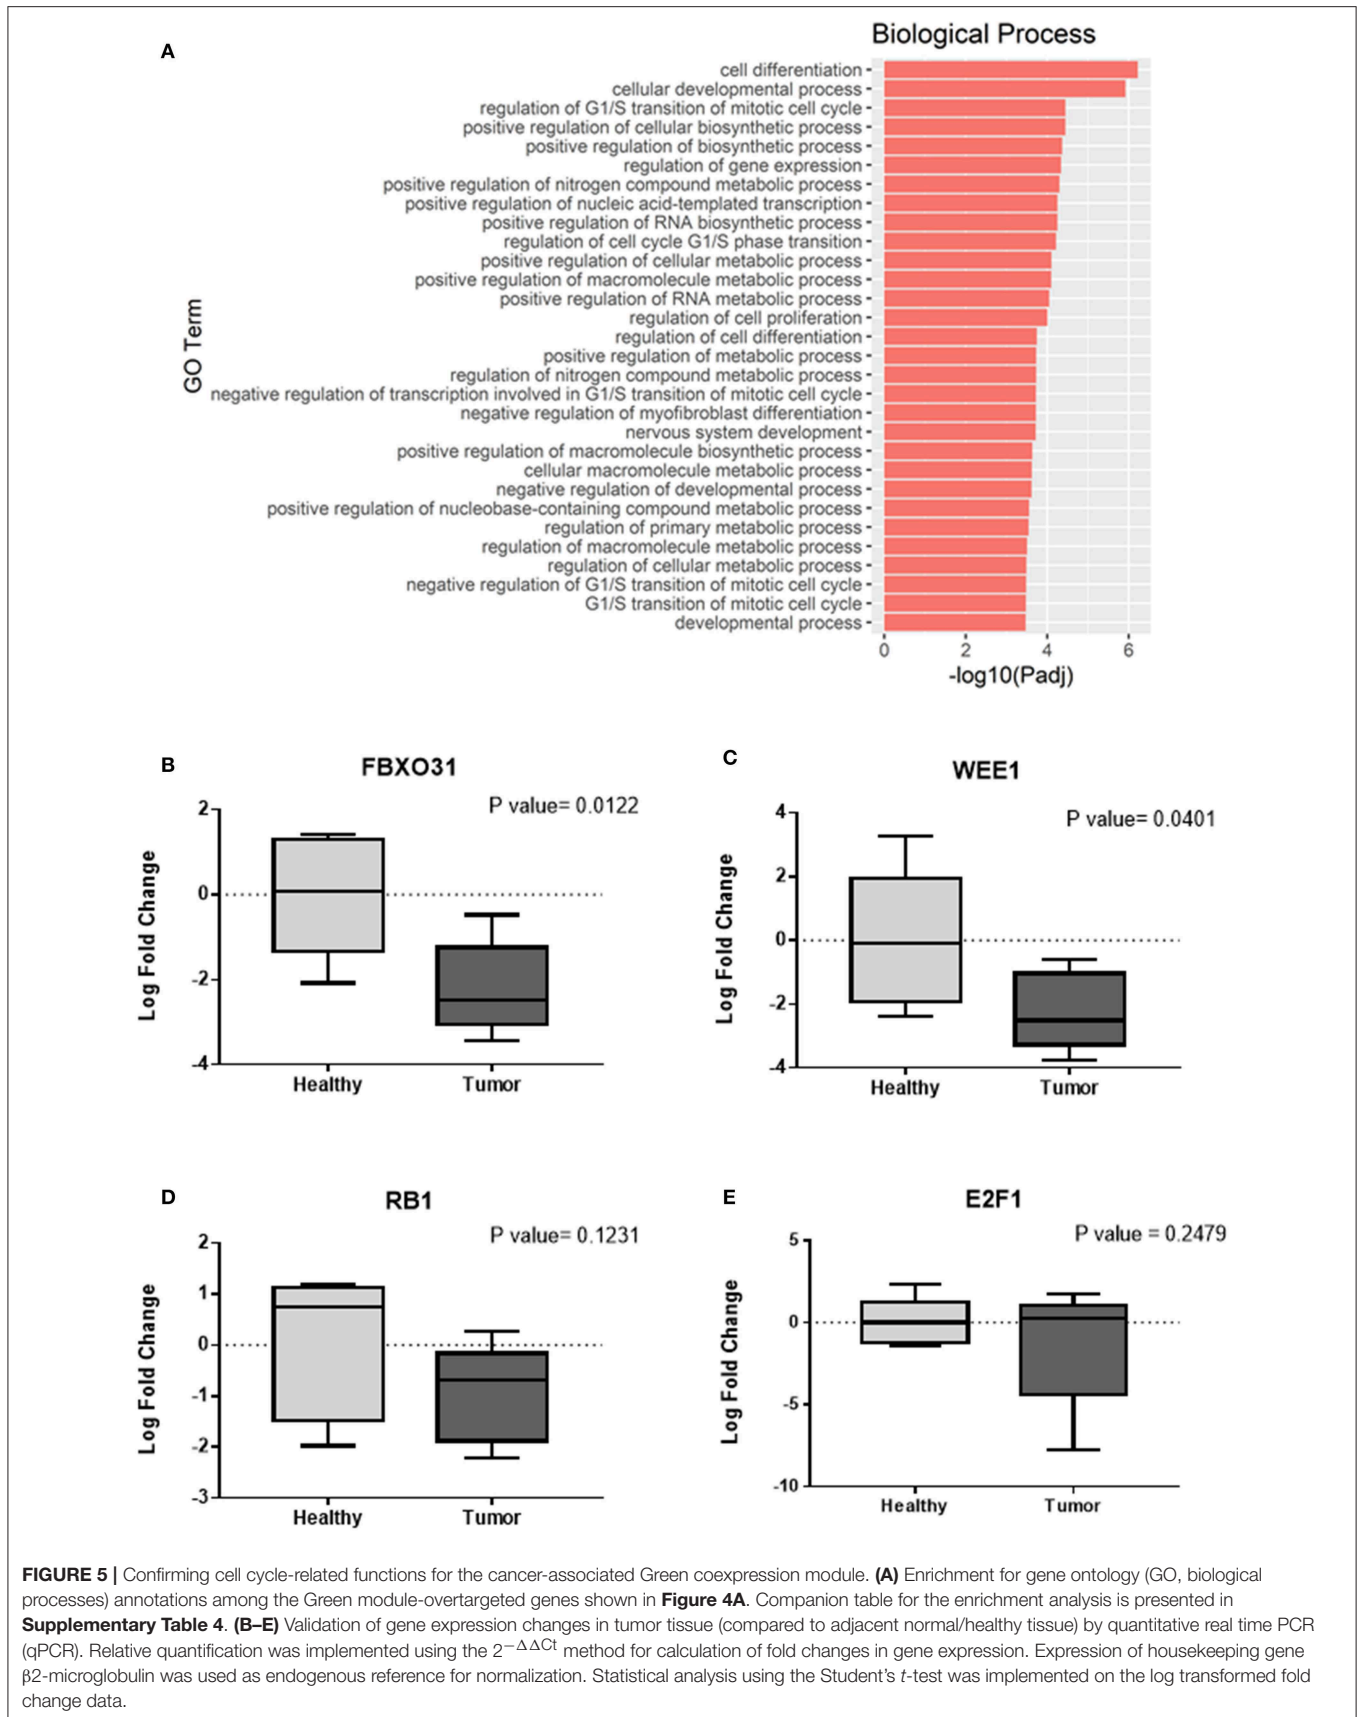 A
Biological Process
cell differentiation
cellular developmental process
regulation of G1/S transition of mitotic cell cycle
positive regulation of cellular biosynthetic process
positive regulation of biosynthetic process
regulation of gene expression
positive regulation of nitrogen compound metabolic process
positive regulation of nucleic acid-templated transcription
positive regulation of RNA biosynthetic process
regulation of cell cycle G1/S phase transition
positive regulation of cellular metabolic process
positive regulation of macromolecule metabolic process
positive regulation of RNA metabolic process
regulation of cell proliferation
regulation of cell differentiation
positive regulation of metabolic process
regulation of nitrogen compound metabolic process
negative regulation of transcription involved in G1/S transition of mitotic cell cycle
negative regulation of myofibroblast differentiation
nervous system development
positive regulation of macromolecule biosynthetic process
cellular macromolecule metabolic process
negative regulation of developmental process
positive regulation of nucleobase-containing compound metabolic process
regulation of primary metabolic process
regulation of macromolecule metabolic process
regulation of cellular metabolic process
negative regulation of G1/S transition of mitotic cell cycle
G1/S transition of mitotic cell cycle
developmental process
GO Term
0 2 4 6
-log10(Padj)
B
FBXO31
P value= 0.0122
Log Fold Change
2
0
-2
-4
Healthy Tumor
C
WEE1
P value= 0.0401
Log Fold Change
4
2
0
-2
-4
Healthy Tumor
D
RB1
P value= 0.1231
Log Fold Change
2
1
0
-1
-2
-3
Healthy Tumor
E
E2F1
P value = 0.2479
Log Fold Change
5
0
-5
-10
Healthy Tumor
FIGURE 5 | Confirming cell cycle-related functions for the cancer-associated Green coexpression module. (A) Enrichment for gene ontology (GO, biological
processes) annotations among the Green module-overtargeted genes shown in Figure 4A. Companion table for the enrichment analysis is presented in
Supplementary Table 4. (B–E) Validation of gene expression changes in tumor tissue (compared to adjacent normal/healthy tissue) by quantitative real time PCR
(qPCR). Relative quantification was implemented using the 2−ΔΔCt method for calculation of fold changes in gene expression. Expression of housekeeping gene
β2-microglobulin was used as endogenous reference for normalization. Statistical analysis using the Student's t-test was implemented on the log transformed fold
change data.